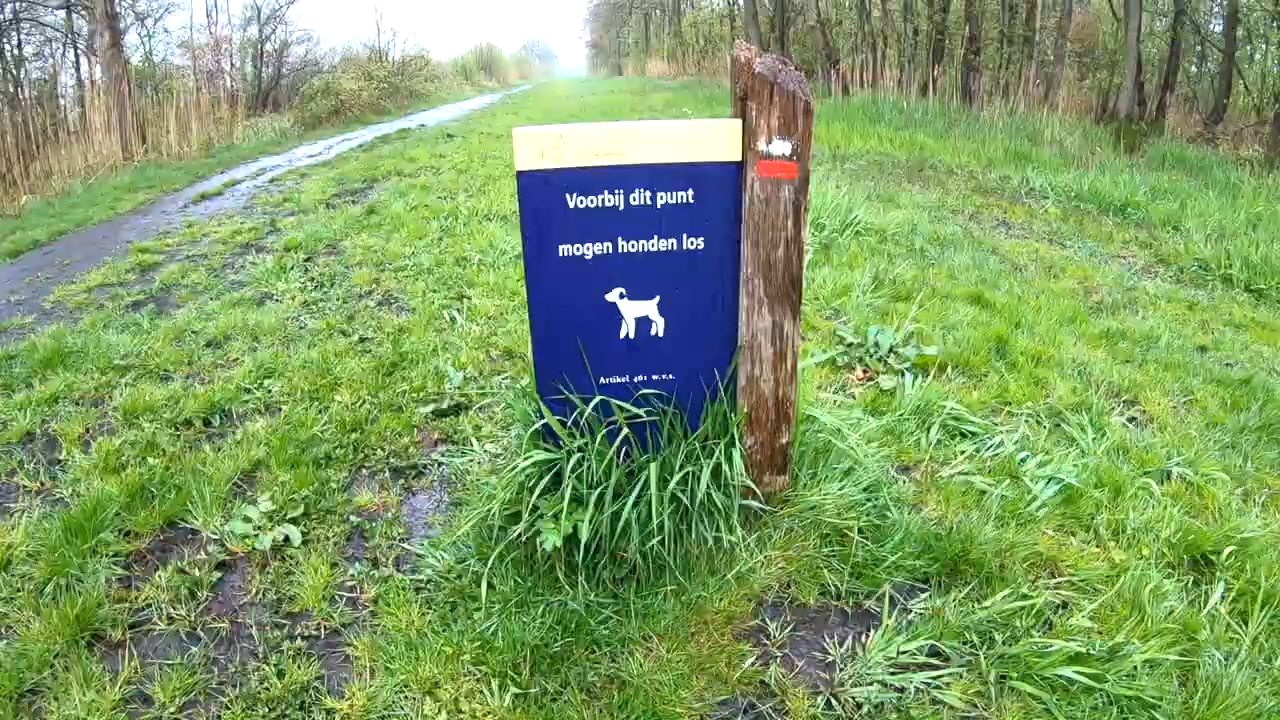 Voorbij dit punt
mogen honden los
Artikel 461 w.v.s.